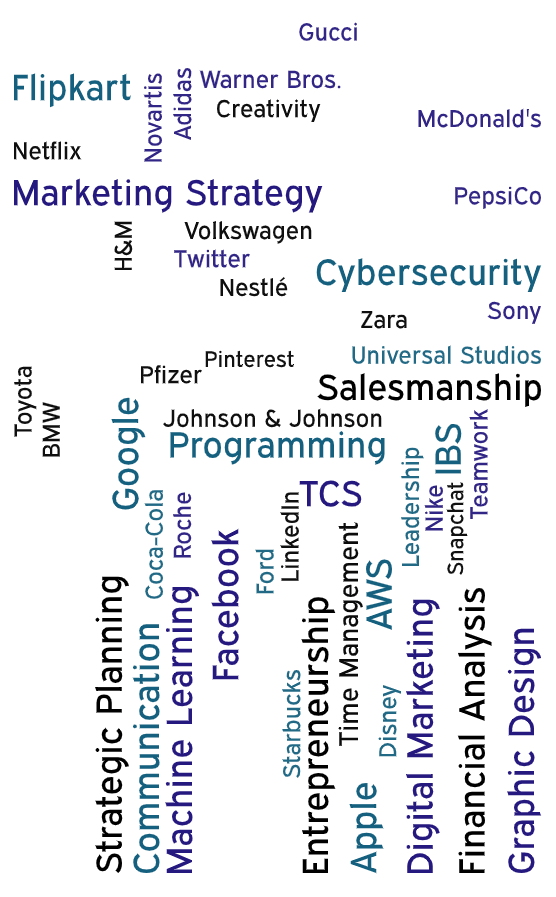 Gucci
Flipkart
Novartis
Adidas
Warner Bros.
Creativity
McDonald's
Netflix
Marketing Strategy
PepsiCo
H&M
Volkswagen
Twitter
Nestlé
Cybersecurity
Sony
Zara
Universal Studios
Pinterest
Pfizer
Salesmanship
Toyota
BMW
Google
Johnson & Johnson
Programming
Leadership
IBS
Teamwork
TCS
Nike
Snapchat
Coca-Cola
Roche
LinkedIn
Facebook
Ford
Time Management
AWS
Strategic Planning
Communication
Machine Learning
Starbucks
Entrepreneurship
Disney
Apple
Digital Marketing
Financial Analysis
Graphic Design